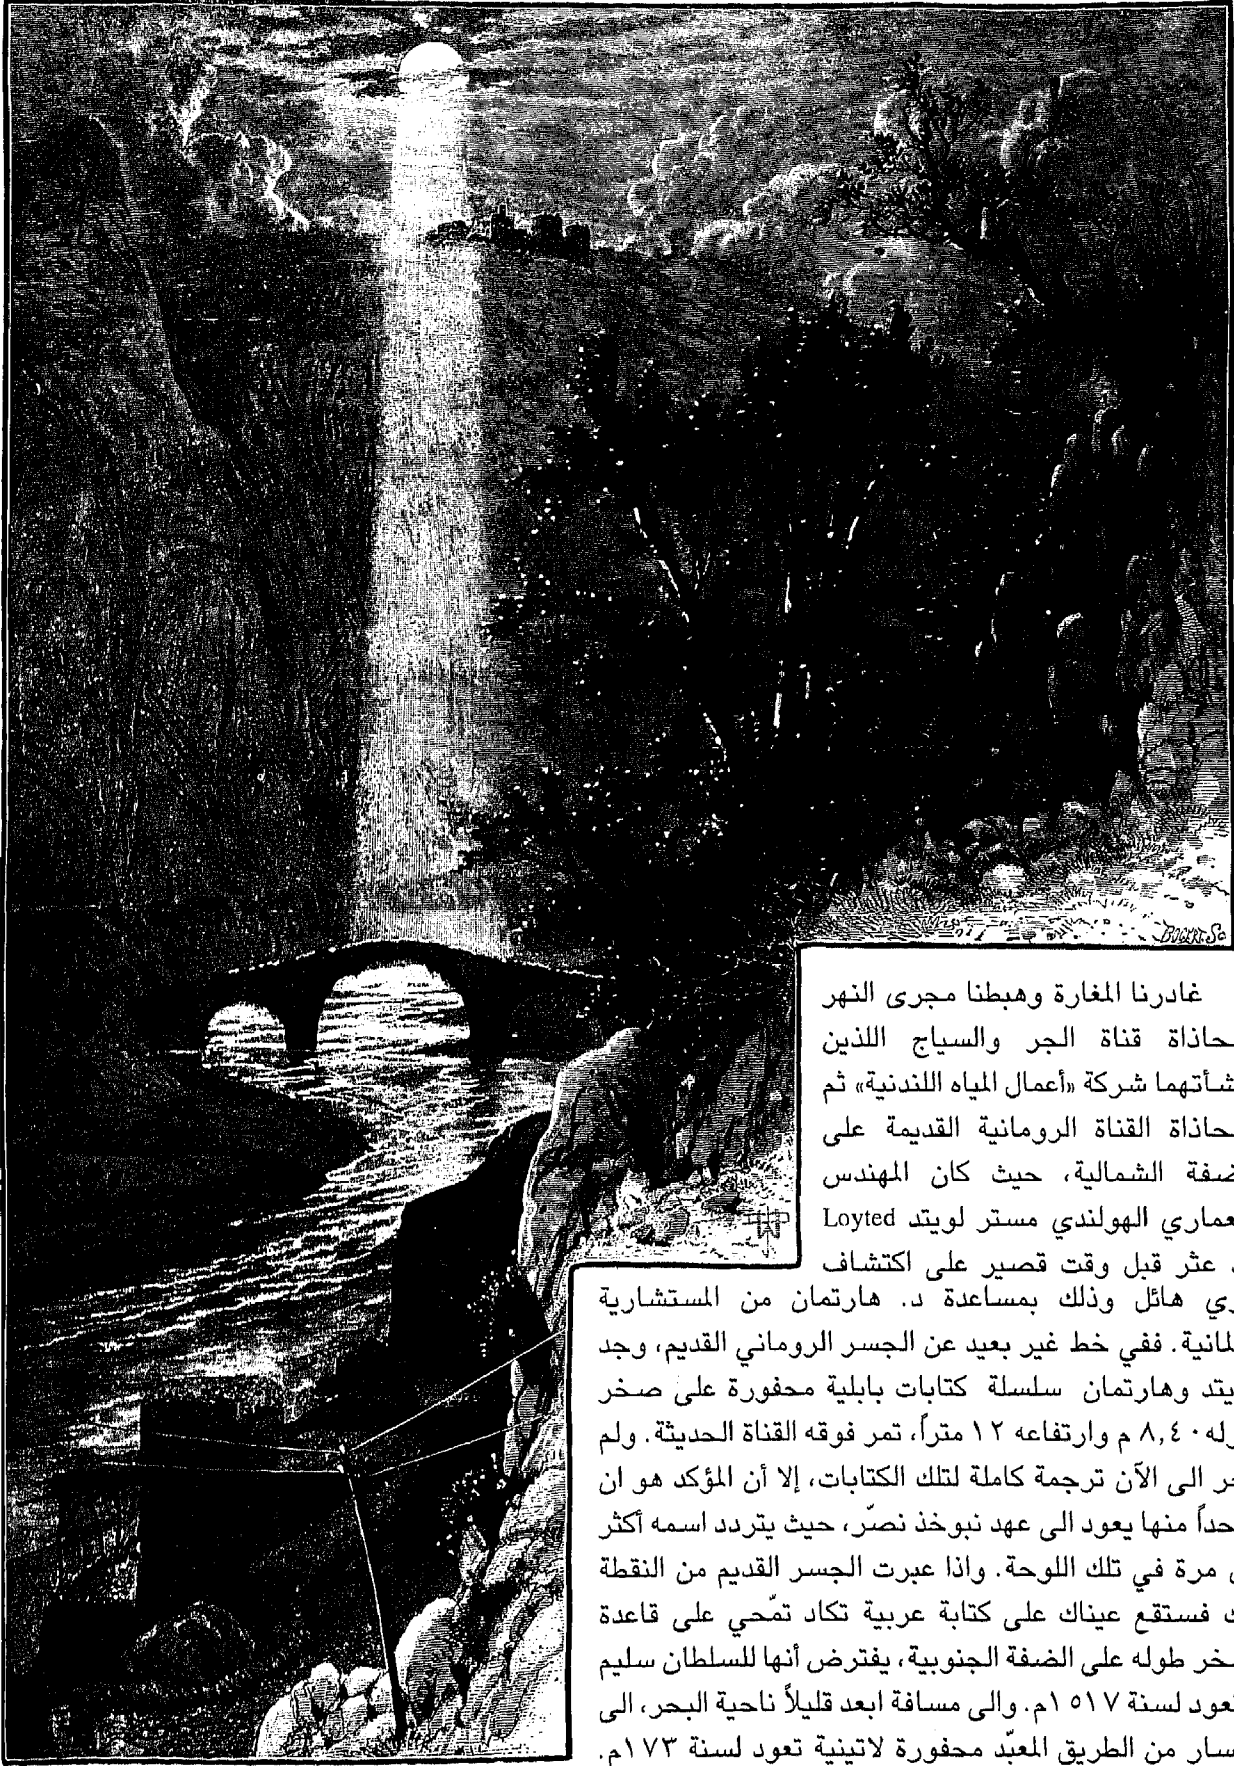 BOGERT. Sc
غادرنا المغارة وهبطنا مجرى النهر
حاذاة قناة الجر والسياج اللذين
شأتهما شركة «أعمال المياه اللندنية» ثم
حاذاة القناة الرومانية القديمة على
ضفة الشمالية، حيث كان المهندس
عماري الهولندي مستر لويتد Loyted
عثر قبل وقت قصير على اكتشاف
ري هائل وذلك بمساعدة د. هارتمان من المستشارية
لمانية. ففي خط غير بعيد عن الجسر الروماني القديم، وجد
يتد وهارتمان سلسلة كتابات بابلية محفورة على صخر
وله ٨,٤٠ م وارتفاعه ١٢ متراً، تمر فوقه القناة الحديثة. ولم
جر الى الآن ترجمة كاملة لتلك الكتابات، إلا أن المؤكد هو ان
حداً منها يعود الى عهد نبوخذ نصّر، حيث يتردد اسمه أكثر
ن مرة في تلك اللوحة. واذا عبرت الجسر القديم من النقطة
ك فستقع عيناك على كتابة عربية تكاد تمّحي على قاعدة
خر طوله على الضفة الجنوبية، يفترض أنها للسلطان سليم
عود لسنة ١٥١٧م. والى مسافة ابعد قليلاً ناحية البحر، الى
سار من الطريق المعبّد محفورة لاتينية تعود لسنة ١٧٣م.